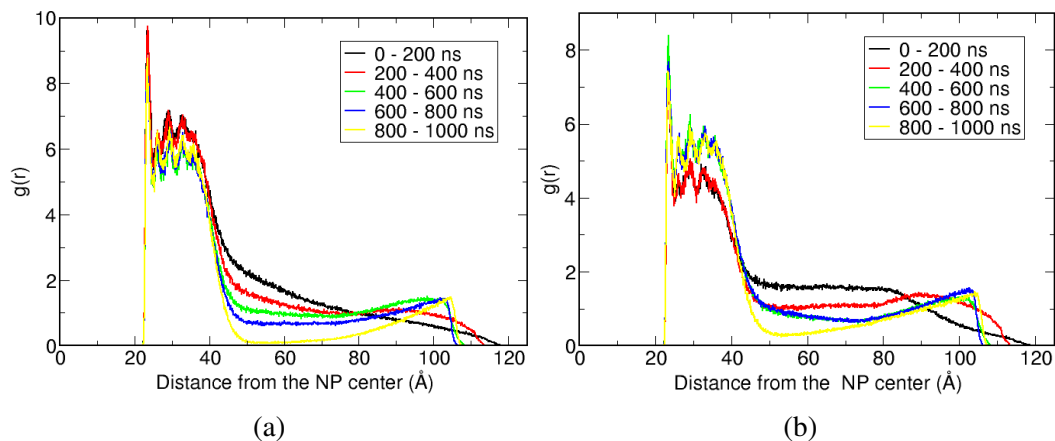 10
8
6
4
2
0
g(r)
0 - 200 ns
200 - 400 ns
400 - 600 ns
600 - 800 ns
800 - 1000 ns
0 20 40 60 80 100 120
Distance from the NP center (Å)
(a)
8
6
4
2
0
g(r)
0 - 200 ns
200 - 400 ns
400 - 600 ns
600 - 800 ns
800 - 1000 ns
0 20 40 60 80 100 120
Distance from the NP center (Å)
(b)